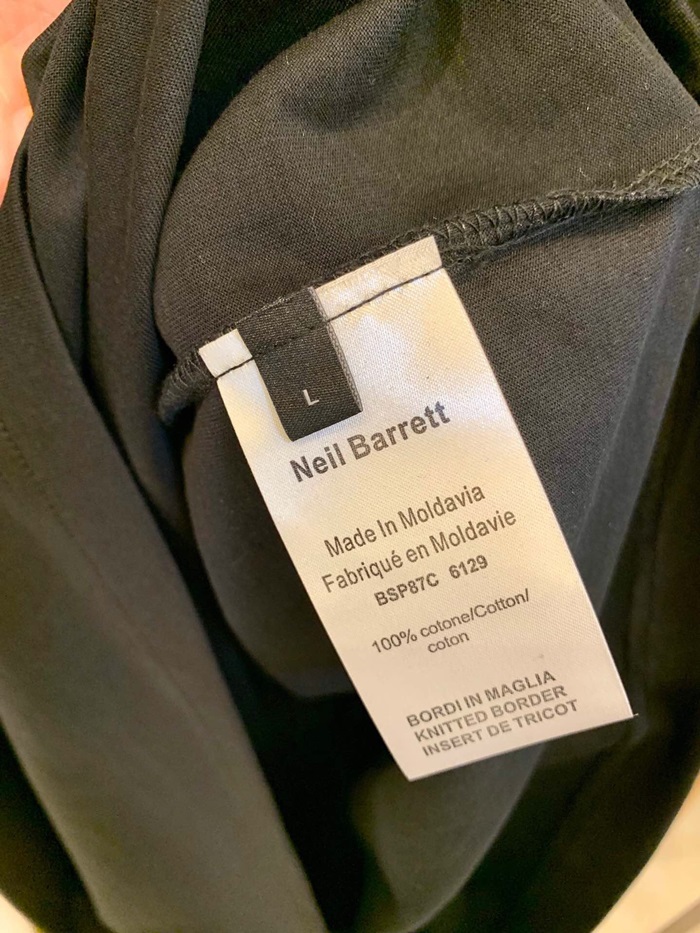 L
Neil Barrett
Made In Moldavia
Fabriqué en Moldavie
BSP87C 6129
100% cotone/Cotton/
coton
BORDI IN MAGLIA
KNITTED BORDER
INSERT DE TRICOT